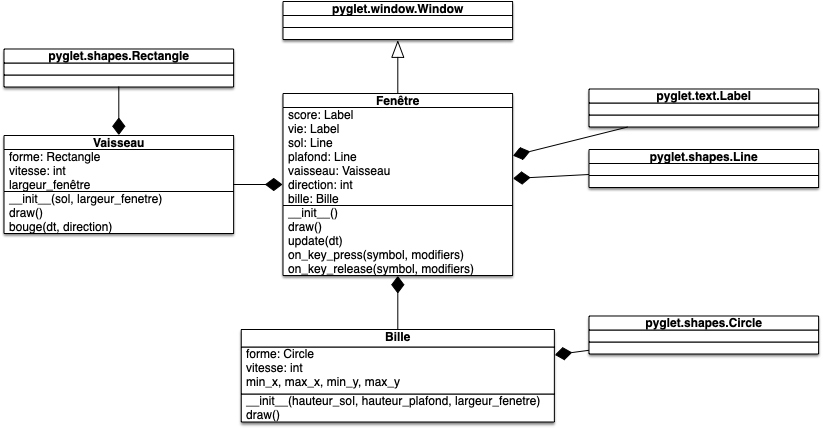 pyglet.window.Window
pyglet.shapes.Rectangle
Fenêtre
score: Label
vie: Label
sol: Line
plafond: Line
vaisseau: Vaisseau
direction: int
bille: Bille
__init__()
draw()
update(dt)
on_key_press(symbol, modifiers)
on_key_release(symbol, modifiers)
pyglet.text.Label
Vaisseau
forme: Rectangle
vitesse: int
largeur_fenêtre
__init__(sol, largeur_fenetre)
draw()
bouge(dt, direction)
pyglet.shapes.Line
Bille
forme: Circle
vitesse: int
min_x, max_x, min_y, max_y
__init__(hauteur_sol, hauteur_plafond, largeur_fenetre)
draw()
pyglet.shapes.Circle